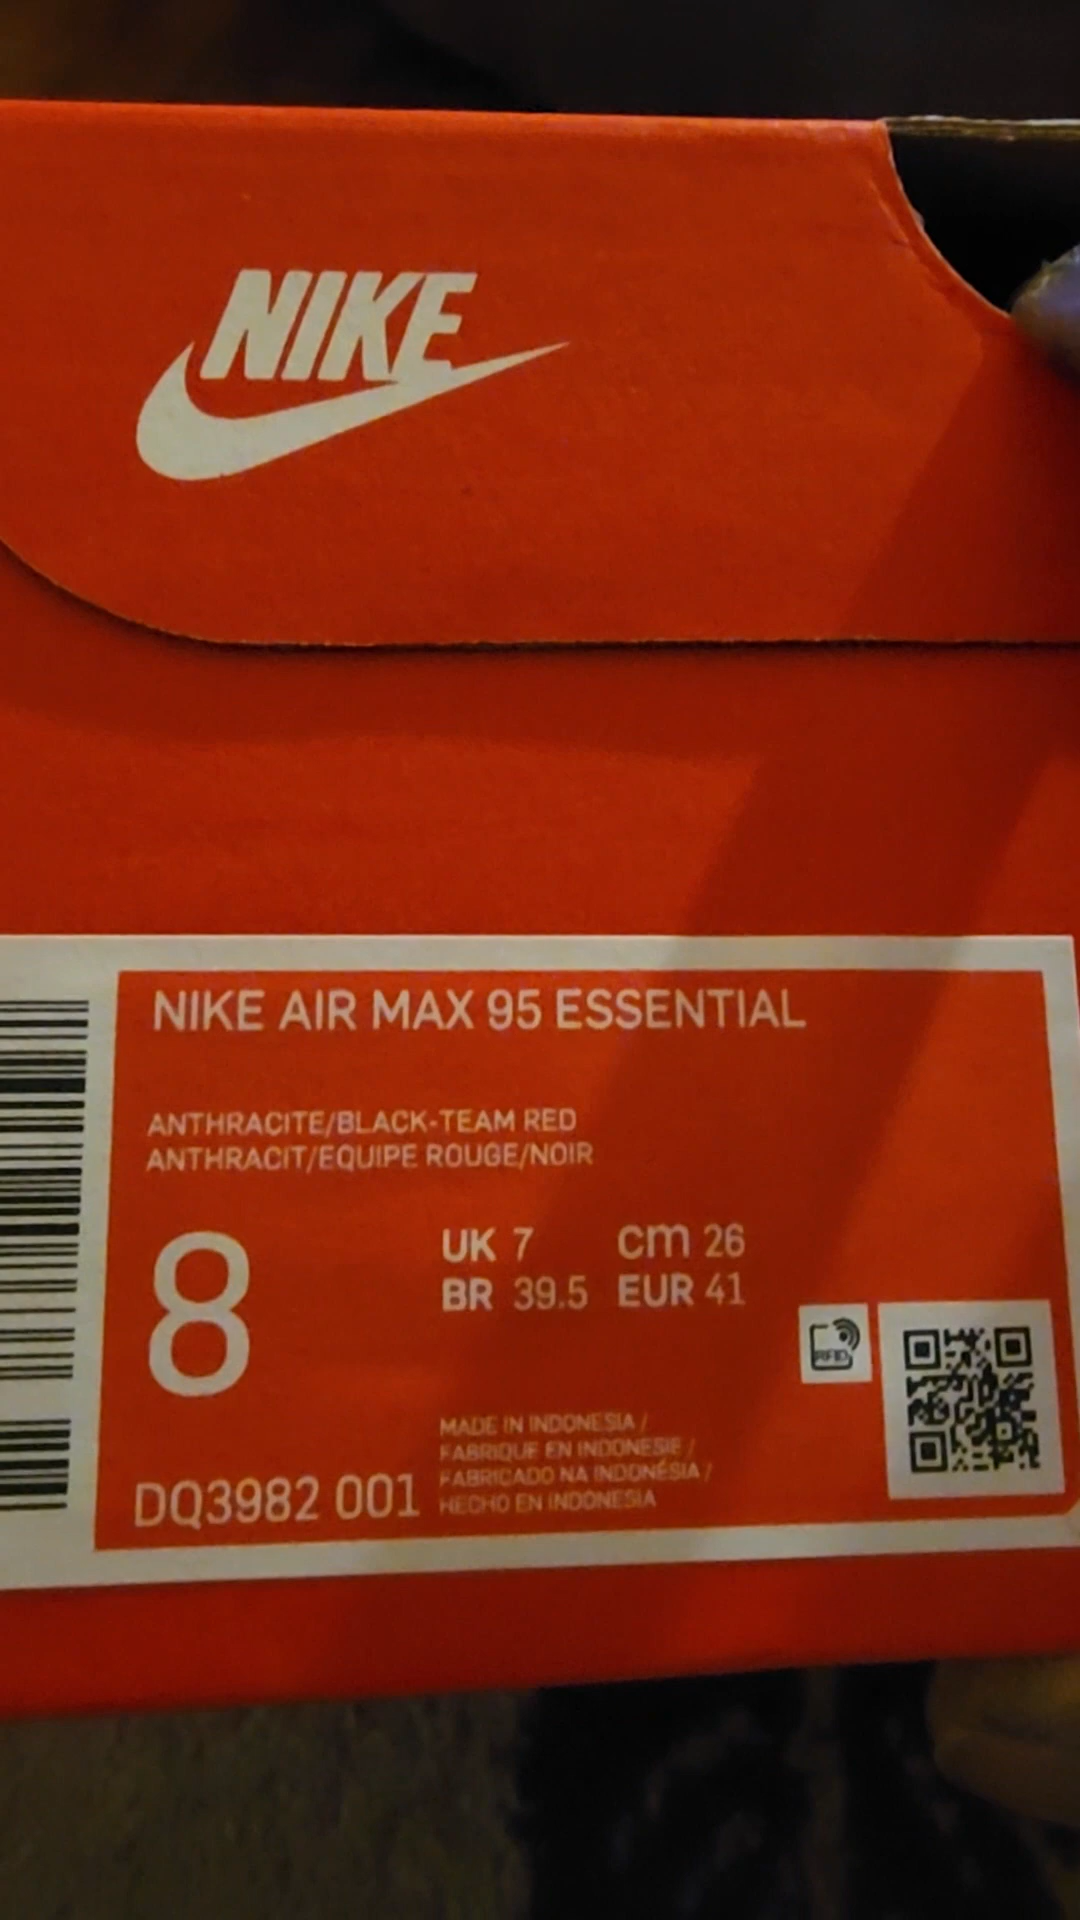 NIKE
NIKE AIR MAX 95 ESSENTIAL
ANTHRACITE/BLACK-TEAM RED
ANTHRACIT/EQUIPE ROUGE/NOIR
8
UK 7 cm 26
BR 39.5 EUR 41
RFID
MADE IN INDONESIA /
FABRIQUE EN INDONESIE /
FABRICADO NA INDONÉSIA /
HECHO EN INDONESIA
DQ3982 001